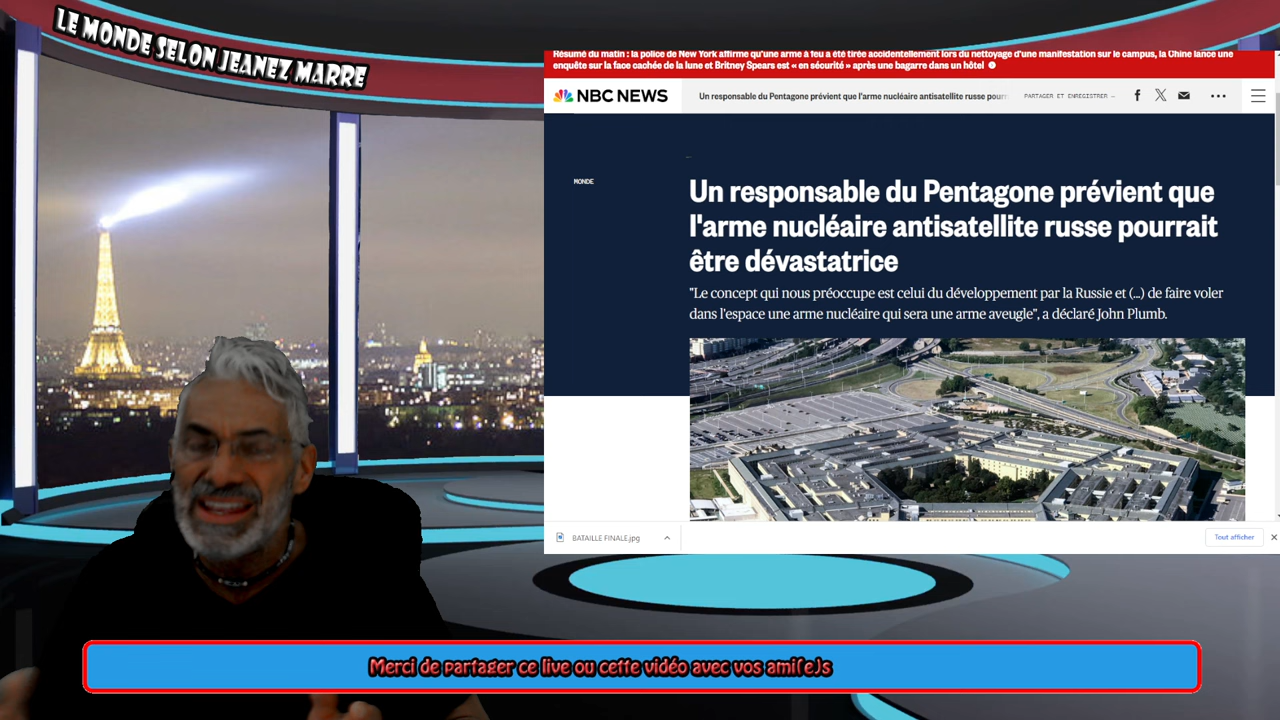 LE MONDE SELON JEANEZ MARRE
Résumé du matin : la police de New York affirme qu'une arme à feu a été tirée accidentellement lors du nettoyage d'une manifestation sur le campus, la Chine lance une
enquête sur la face cachée de la lune et Britney Spears est « en sécurité » après une bagarre dans un hôtel
NBC NEWS
Un responsable du Pentagone prévient que l'arme nucléaire antisatellite russe pour
PARTAGER ET ENREGISTRER —
MONDE
Un responsable du Pentagone prévient que
l'arme nucléaire antisatellite russe pourrait
être dévastatrice
"Le concept qui nous préoccupe est celui du développement par la Russie et (...) de faire voler
dans l'espace une arme nucléaire qui sera une arme aveugle", a déclaré John Plumb.
BATAILLE FINALE.jpg
Tout afficher
Merci de partager ce live ou cette vidéo avec vos ami(e)s